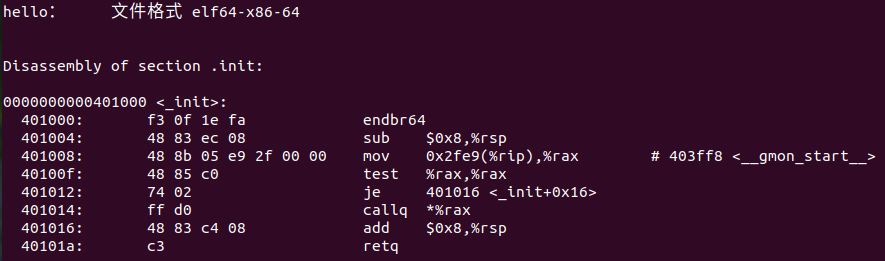 hello：     文件格式 elf64-x86-64
Disassembly of section .init:
0000000000401000 <_init>:
  401000:	f3 0f 1e fa          	endbr64
  401004:	48 83 ec 08          	sub    $0x8,%rsp
  401008:	48 8b 05 e9 2f 00 00 	mov    0x2fe9(%rip),%rax        # 403ff8 <__gmon_start__>
  40100f:	48 85 c0             	test   %rax,%rax
  401012:	74 02                	je     401016 <_init+0x16>
  401014:	ff d0                	callq  *%rax
  401016:	48 83 c4 08          	add    $0x8,%rsp
  40101a:	c3                   	retq